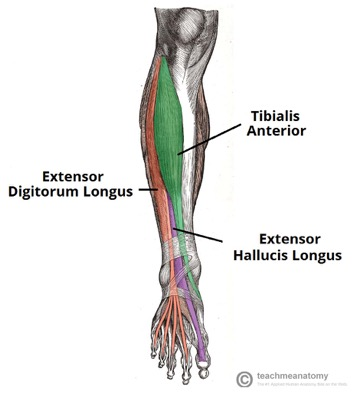 Tibialis
Anterior
Extensor
Digitorum Longus
Extensor
Hallucis Longus
© teachmeanatomy